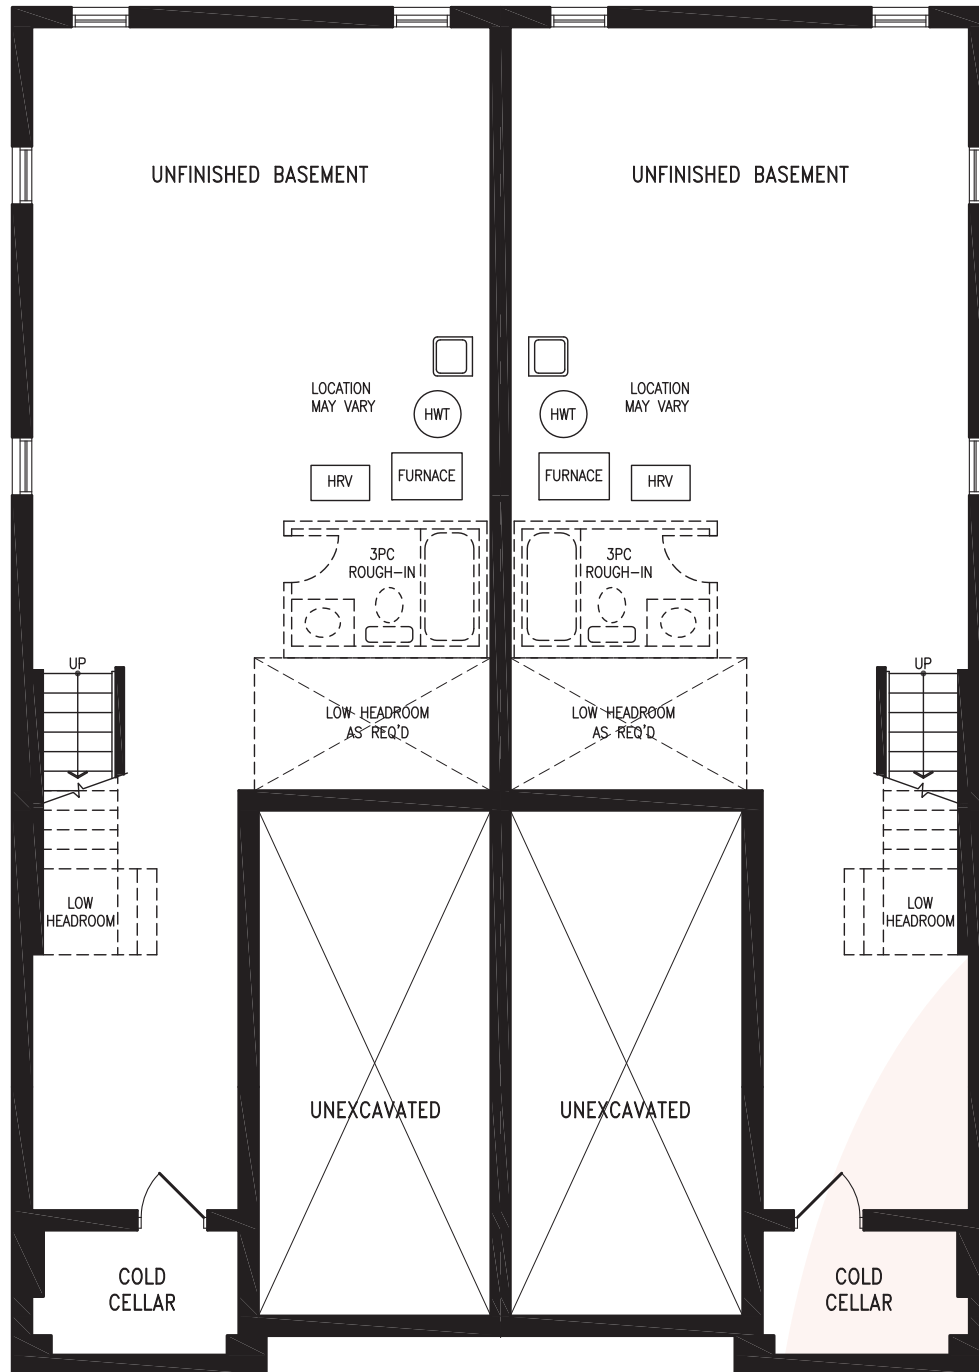 UNFINISHED BASEMENT
UNFINISHED BASEMENT
LOCATION
MAY VARY
LOCATION
MAY VARY
HWT
HWT
HRV
FURNACE
FURNACE
HRV
3PC
ROUGH-IN
3PC
ROUGH-IN
UP
UP
LOW HEADROOM
AS REQ'D
LOW HEADROOM
AS REQ'D
LOW
HEADROOM
LOW
HEADROOM
UNEXCAVATED
UNEXCAVATED
COLD
CELLAR
COLD
CELLAR